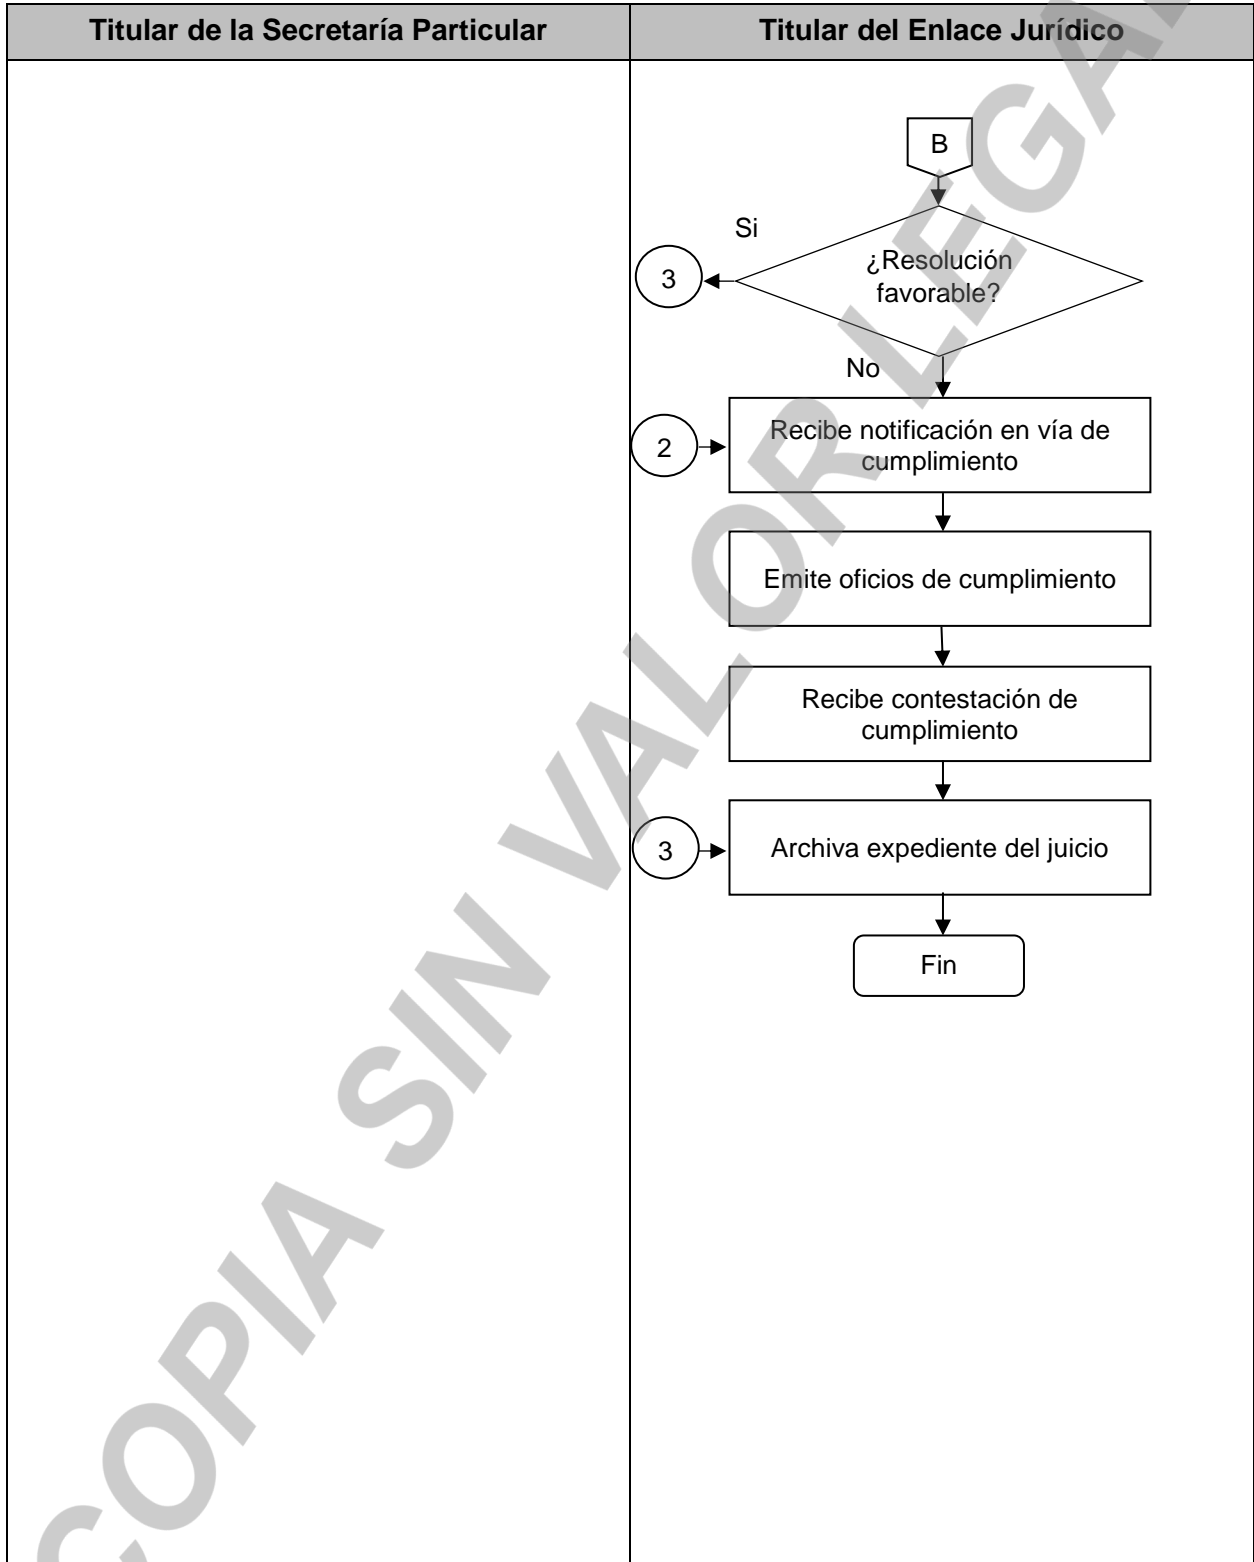 Titular de la Secretaría Particular
Titular del Enlace Jurídico
B
Si
¿Resolución
favorable?
3
No
2
Recibe notificación en vía de
cumplimiento
Emite oficios de cumplimiento
Recibe contestación de
cumplimiento
3
Archiva expediente del juicio
Fin
COPIA SIN VALOR LEGAL